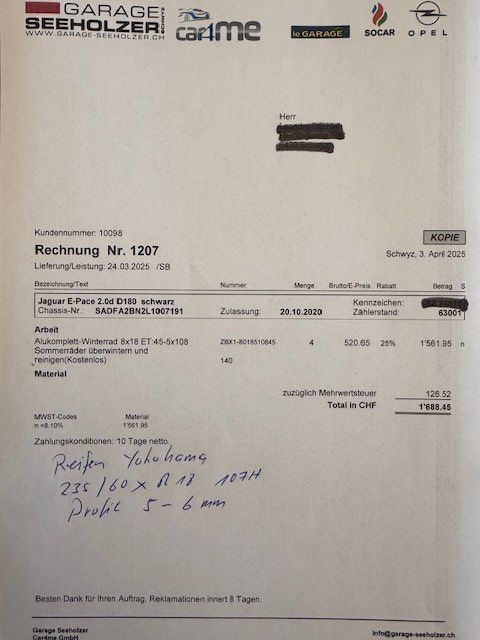 GARAGE
SEEHOLZER SCHWYZ
WWW.GARAGE-SEEHOLZER.CH
car4me
le GARAGE
SOCAR
OPEL
Herr
KOPIE
Kundennummer: 10098
Rechnung Nr. 1207
Schwyz, 3. April 2025
Lieferung/Leistung: 24.03.2025 /SB
Bezeichnung/Text Nummer Menge Brutto/E-Preis Rabatt Betrag S
Jaguar E-Pace 2.0d D180 schwarz Kennzeichen:
Chassis-Nr.: SADFA2BN2L1007191 Zulassung: 20.10.2020 Zählerstand: 63001
Arbeit
Alukomplett-Winterrad 8x18 ET:45-5x108 ZBX1-8018510845 4 520.65 25% 1'561.95 n
Sommerräder überwintern und
reinigen(Kostenlos) 140
Material
zuzüglich Mehrwertsteuer 126.52
Total in CHF 1'688.45
MWST-Codes Material
n =8.10% 1'561.95
Zahlungskonditionen: 10 Tage netto.
Reifen Yokohama
235/60 x R 18 107H
Profil 5 - 6 mm
Besten Dank für Ihren Auftrag. Reklamationen innert 8 Tagen.
Garage Seeholzer
Car4me GmbH
info@garage-seeholzer.ch